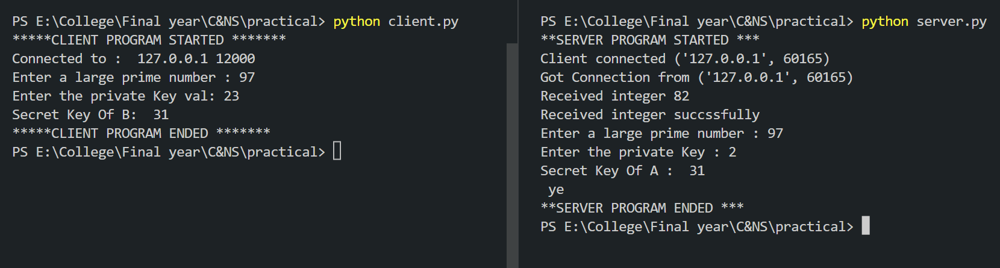 PS E:\College\Final year\C&NS\practical> python client.py
*****CLIENT PROGRAM STARTED *******
Connected to :  127.0.0.1 12000
Enter a large prime number : 97
Enter the private Key val: 23
Secret Key Of B:  31
*****CLIENT PROGRAM ENDED *******
PS E:\College\Final year\C&NS\practical>
PS E:\College\Final year\C&NS\practical> python server.py
**SERVER PROGRAM STARTED ***
Client connected ('127.0.0.1', 60165)
Got Connection from ('127.0.0.1', 60165)
Received integer 82
Received integer succssfully
Enter a large prime number : 97
Enter the private Key : 2
Secret Key Of A :  31
 ye
**SERVER PROGRAM ENDED ***
PS E:\College\Final year\C&NS\practical>